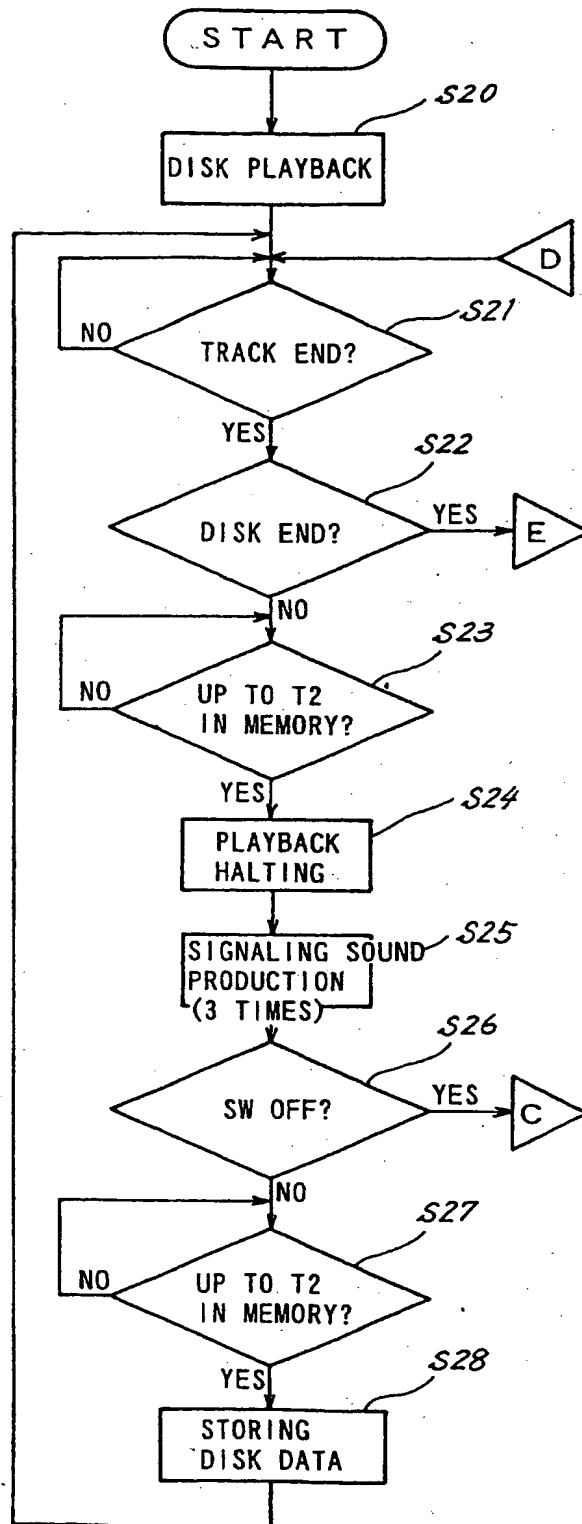 START
S20
DISK PLAYBACK
D
S21
NO
TRACK END?
YES
S22
DISK END?
YES
E
NO
S23
NO
UP TO T2
IN MEMORY?
YES
S24
PLAYBACK
HALTING
S25
SIGNALING SOUND
PRODUCTION
(3 TIMES)
S26
SW OFF?
YES
C
NO
S27
NO
UP TO T2
IN MEMORY?
YES
S28
STORING
DISK DATA